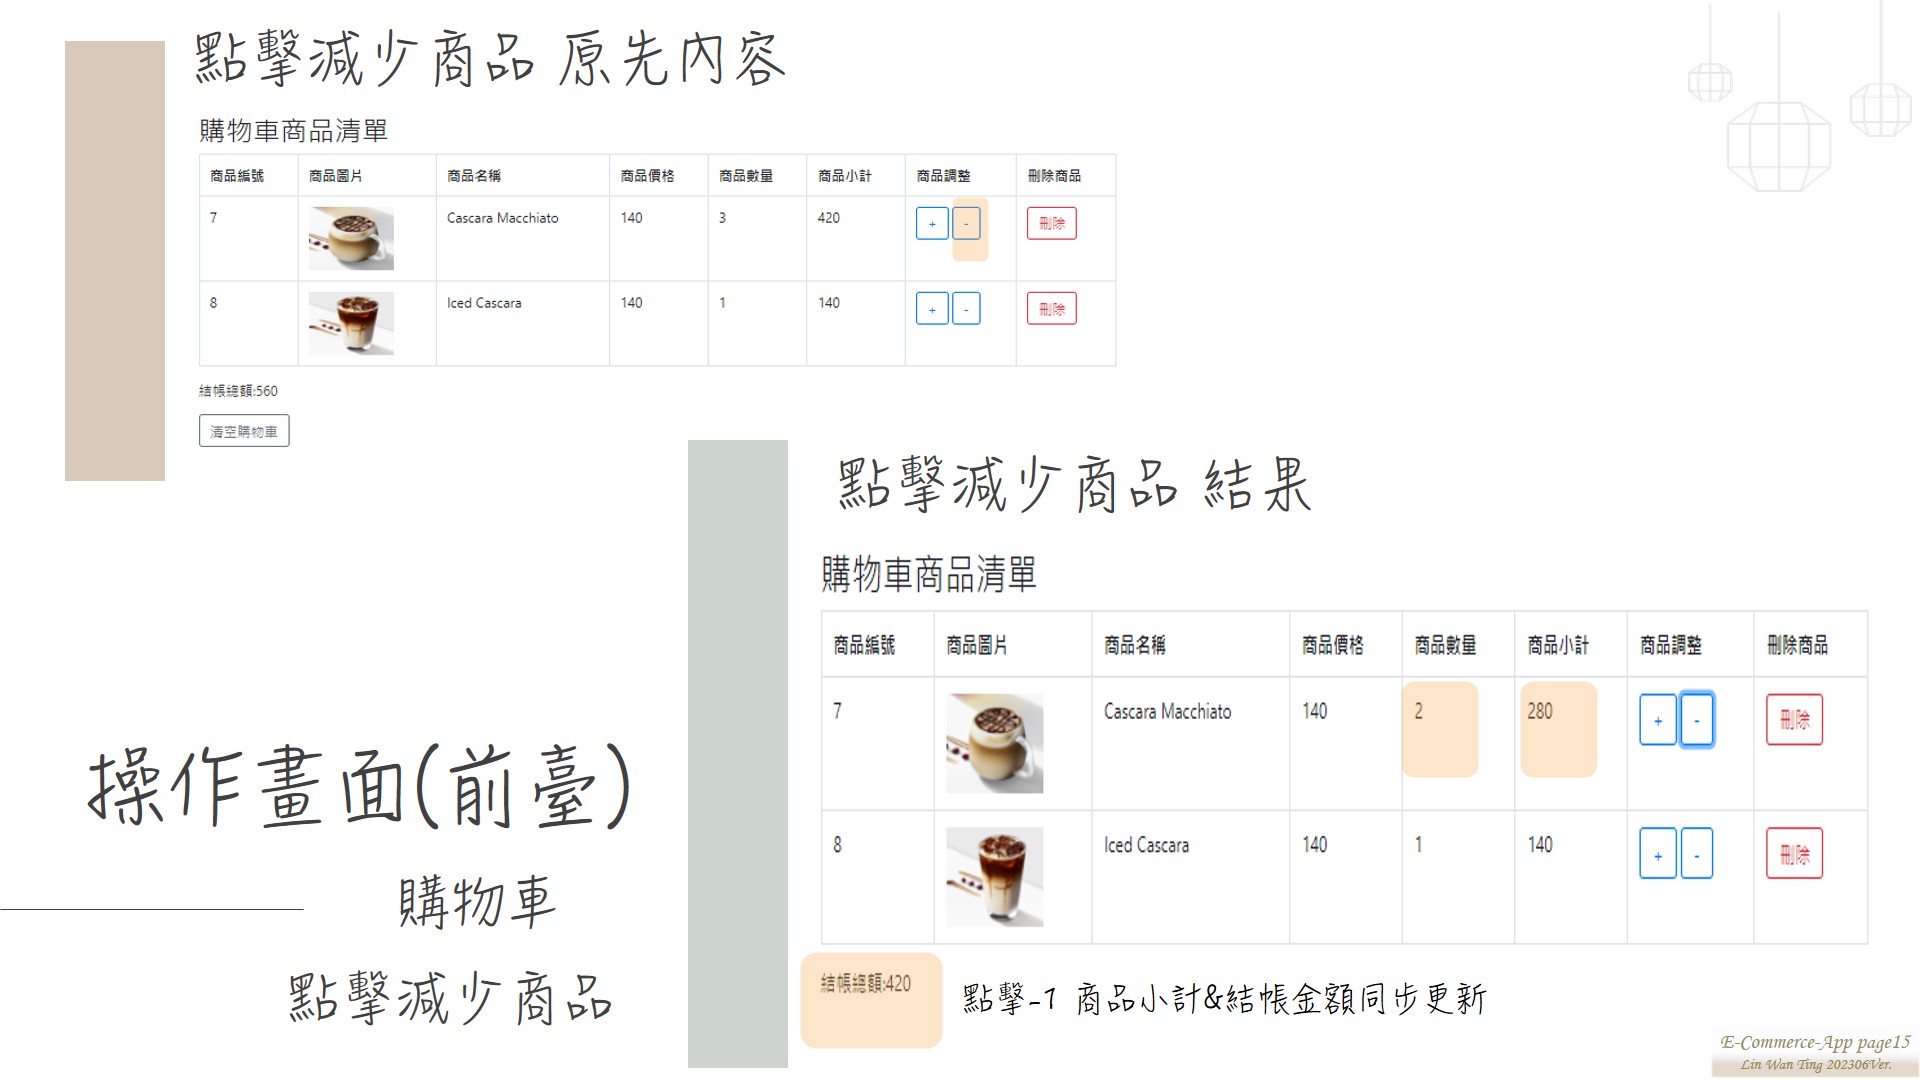 點擊減少商品 原先內容
購物車商品清單
商品編號 商品圖片 商品名稱 商品價格 商品數量 商品小計 商品調整 刪除商品
7 Cascara Macchiato 140 3 420 + - 刪除
8 Iced Cascara 140 1 140 + - 刪除
結帳總額:560
清空購物車
點擊減少商品 結果
購物車商品清單
商品編號 商品圖片 商品名稱 商品價格 商品數量 商品小計 商品調整 刪除商品
7 Cascara Macchiato 140 2 280 + - 刪除
8 Iced Cascara 140 1 140 + - 刪除
結帳總額:420
點擊-1 商品小計&結帳金額同步更新
操作畫面(前臺)
購物車
點擊減少商品
E-Commerce-App page15
Lin Wan Ting 202306Ver.